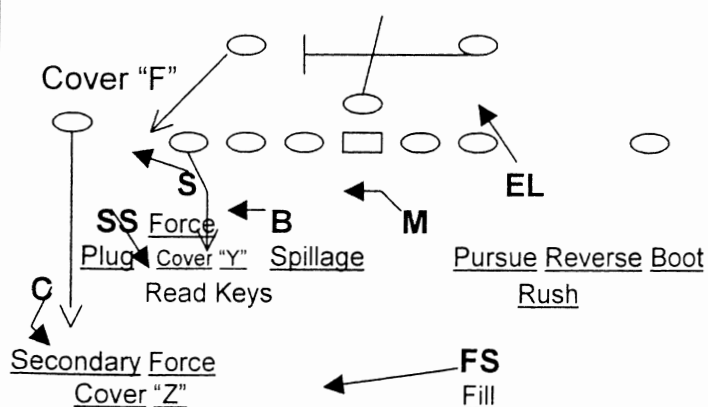 Cover “F”
S
EL
SS Force
B
M
Plug Cover “Y” Spillage
Pursue Reverse Boot
C
Read Keys
Rush
Secondary Force
FS
Cover “Z”
Fill